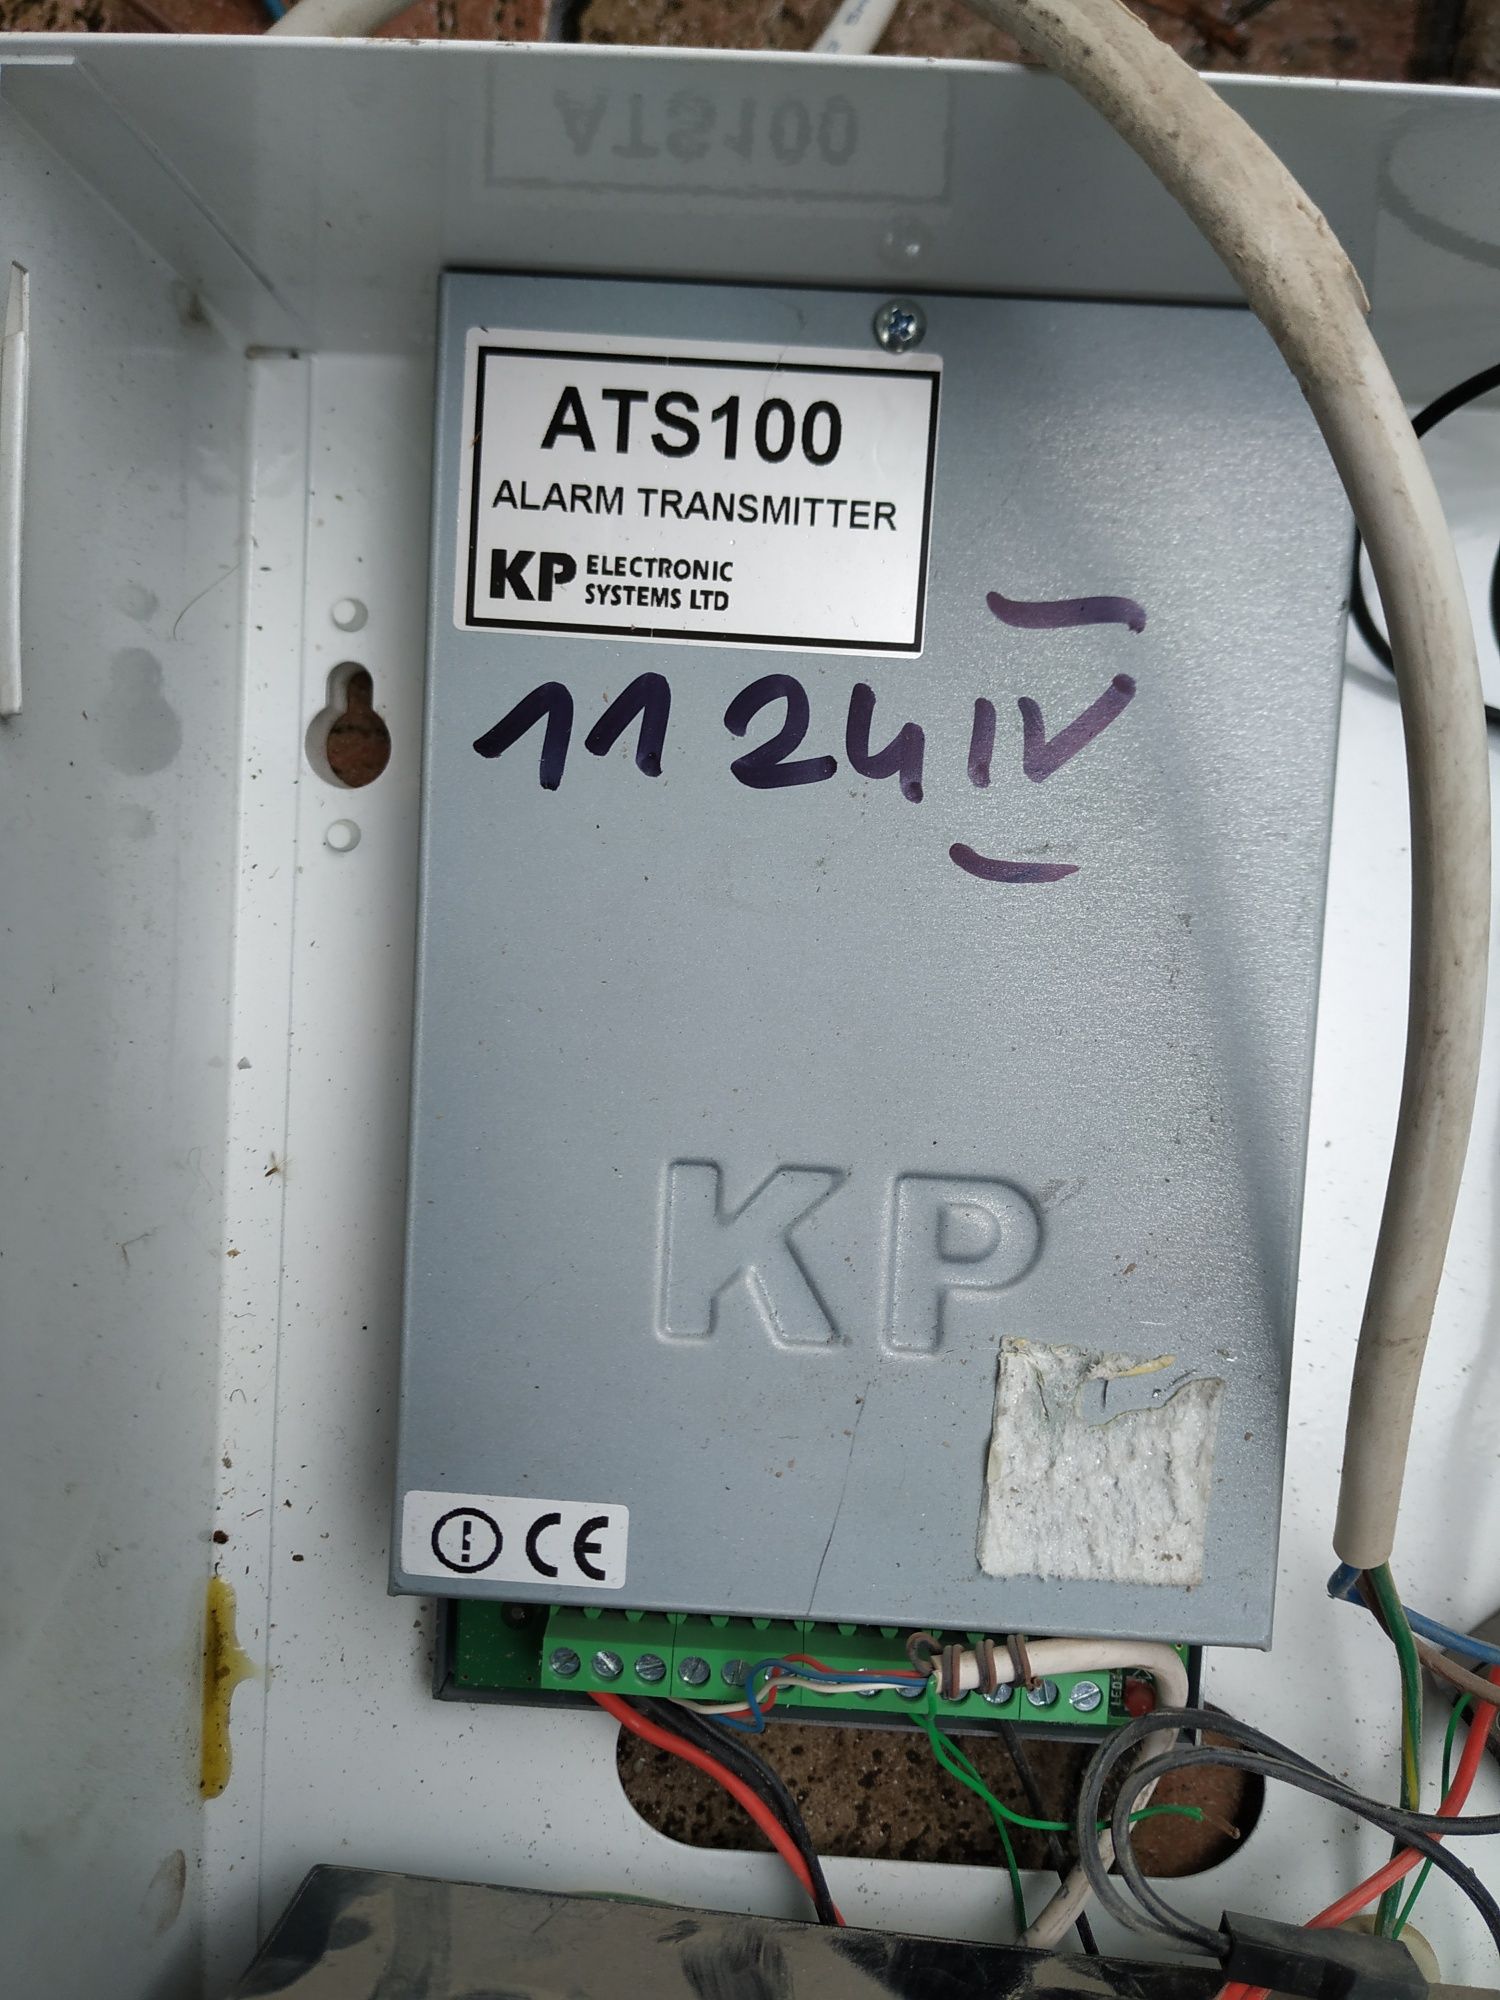 ATS100
ALARM TRANSMITTER
KP ELECTRONIC
SYSTEMS LTD
11 24 IV
KP
CE